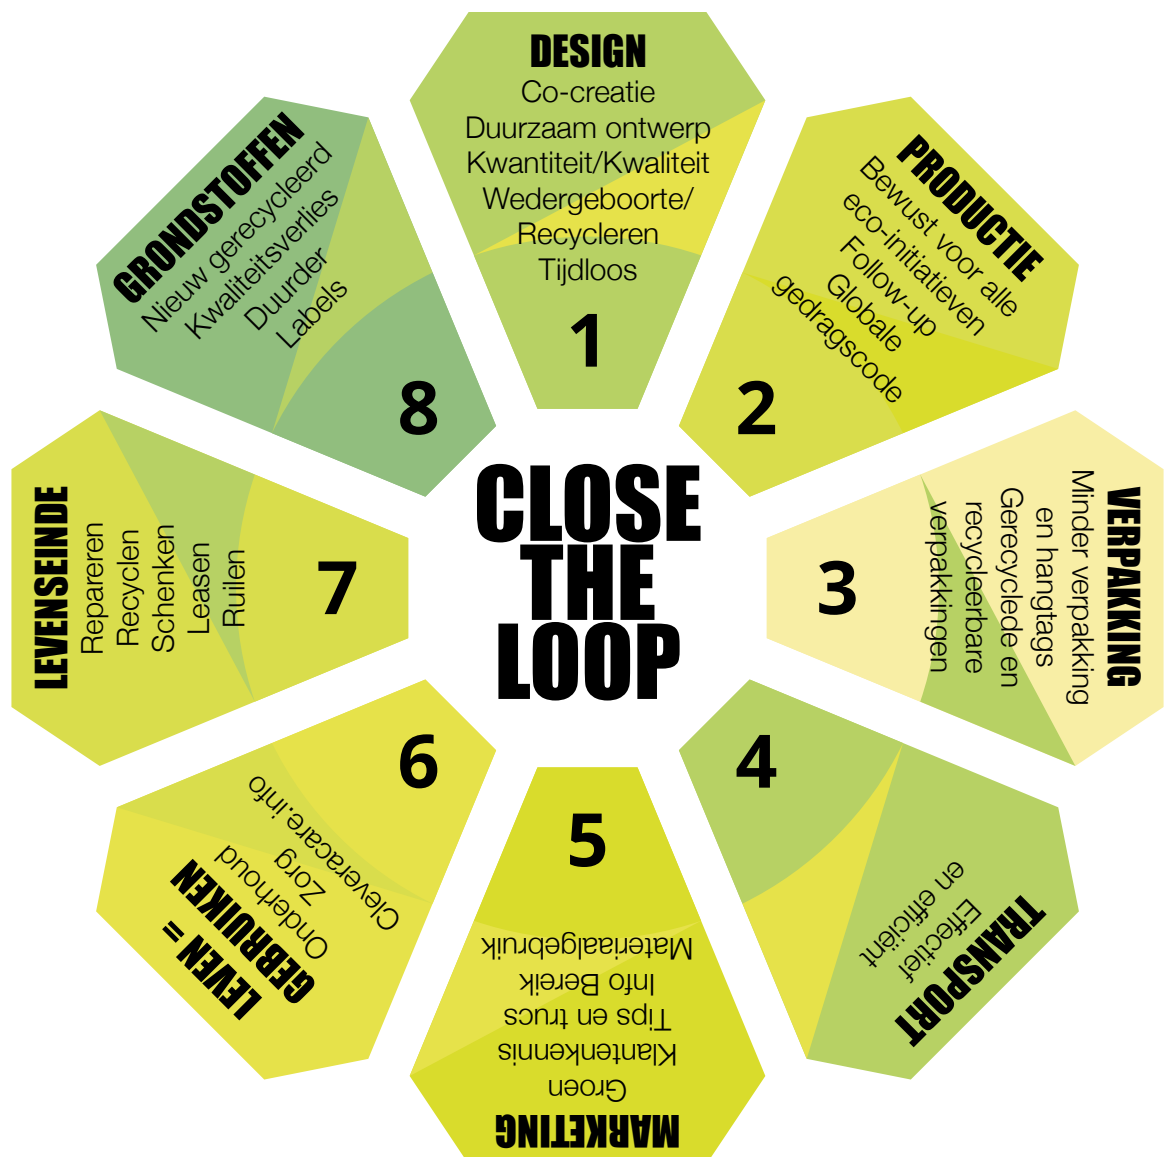 DESIGN
Co-creatie
Duurzaam ontwerp
Kwantiteit/Kwaliteit
Wedergeboorte/
Recycleren
Tijdloos
1
PRODUCTIE
Bewust voor alle
eco-initiatieven
Follow-up
Globale
gedragscode
2
VERPAKKING
Minder verpakking
en hangtags
Gerecyclede en
recycleerbare
verpakkingen
3
TRANSPORT
Effectief
en efficiënt
4
MARKETING
Groen
Klantenkennis
Tips en trucs
Info Bereik
Materiaalgebruik
5
LEVEN =
GEBRUIKEN
Onderhoud
Zorg
Cleveracare.info
6
LEVENSEINDE
Repareren
Recyclen
Schenken
Leasen
Ruilen
7
GRONDSTOFFEN
Nieuw gerecycleerd
Kwaliteitsverlies
Duurder
Labels
8
CLOSE
THE
LOOP